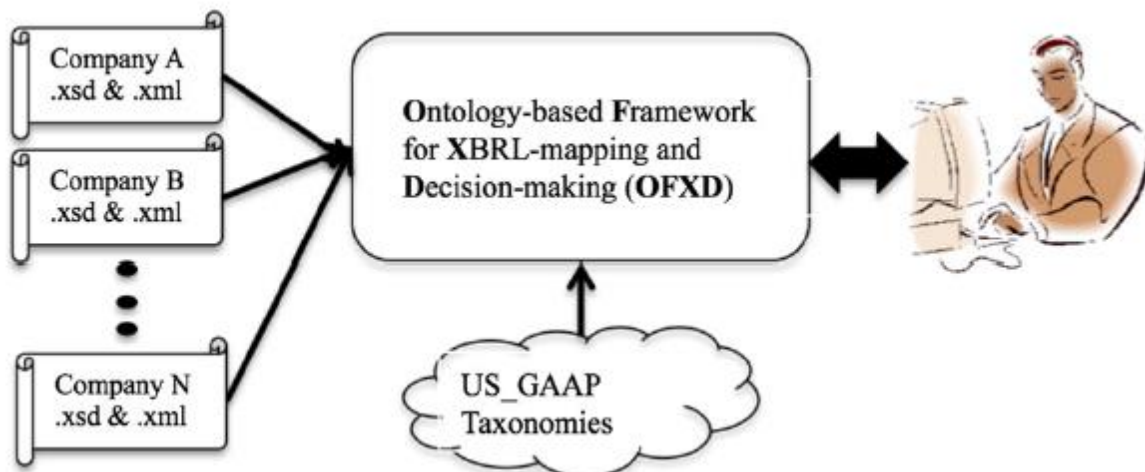 Company A
.xsd & .xml
Company B
.xsd & .xml
Company N
.xsd & .xml
Ontology-based Framework
for XBRL-mapping and
Decision-making (OFXD)
US_GAAP
Taxonomies